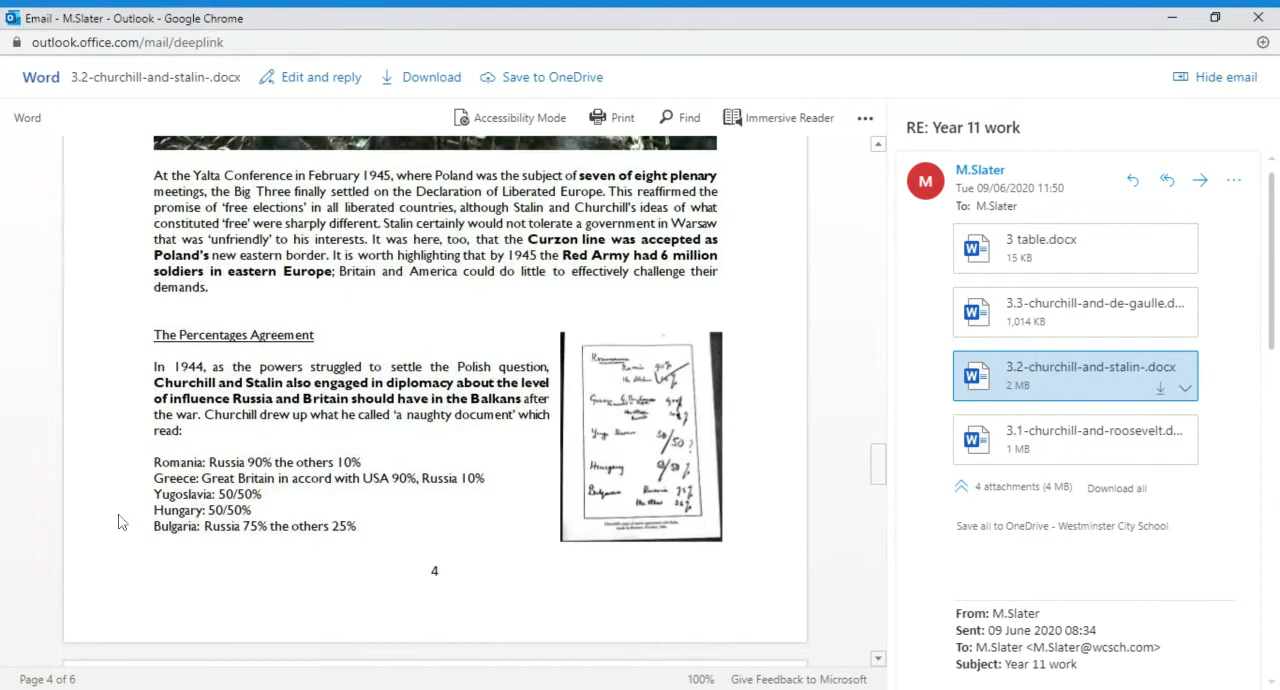 Email - M.Slater - Outlook - Google Chrome
outlook.office.com/mail/deeplink
Word 3.2-churchill-and-stalin-.docx Edit and reply Download Save to OneDrive Hide email
Word Accessibility Mode Print Find Immersive Reader
At the Yalta Conference in February 1945, where Poland was the subject of seven of eight plenary
meetings, the Big Three finally settled on the Declaration of Liberated Europe. This reaffirmed the
promise of ‘free elections’ in all liberated countries, although Stalin and Churchill’s ideas of what
constituted ‘free’ were sharply different. Stalin certainly would not tolerate a government in Warsaw
that was ‘unfriendly’ to his interests. It was here, too, that the Curzon line was accepted as
Poland’s new eastern border. It is worth highlighting that by 1945 the Red Army had 6 million
soldiers in eastern Europe; Britain and America could do little to effectively challenge their
demands.
The Percentages Agreement
In 1944, as the powers struggled to settle the Polish question,
Churchill and Stalin also engaged in diplomacy about the level
of influence Russia and Britain should have in the Balkans after
the war. Churchill drew up what he called ‘a naughty document’ which
read:
Romania: Russia 90% the others 10%
Greece: Great Britain in accord with USA 90%, Russia 10%
Yugoslavia: 50/50%
Hungary: 50/50%
Bulgaria: Russia 75% the others 25%
4
Page 4 of 6 100% Give Feedback to Microsoft
RE: Year 11 work
M
M.Slater
Tue 09/06/2020 11:50
To: M.Slater
3 table.docx
15 KB
3.3-churchill-and-de-gaulle.d...
1,014 KB
3.2-churchill-and-stalin-.docx
2 MB
3.1-churchill-and-roosevelt.d...
1 MB
4 attachments (4 MB) Download all
Save all to OneDrive - Westminster City School
From: M.Slater
Sent: 09 June 2020 08:34
To: M.Slater <M.Slater@wcsch.com>
Subject: Year 11 work